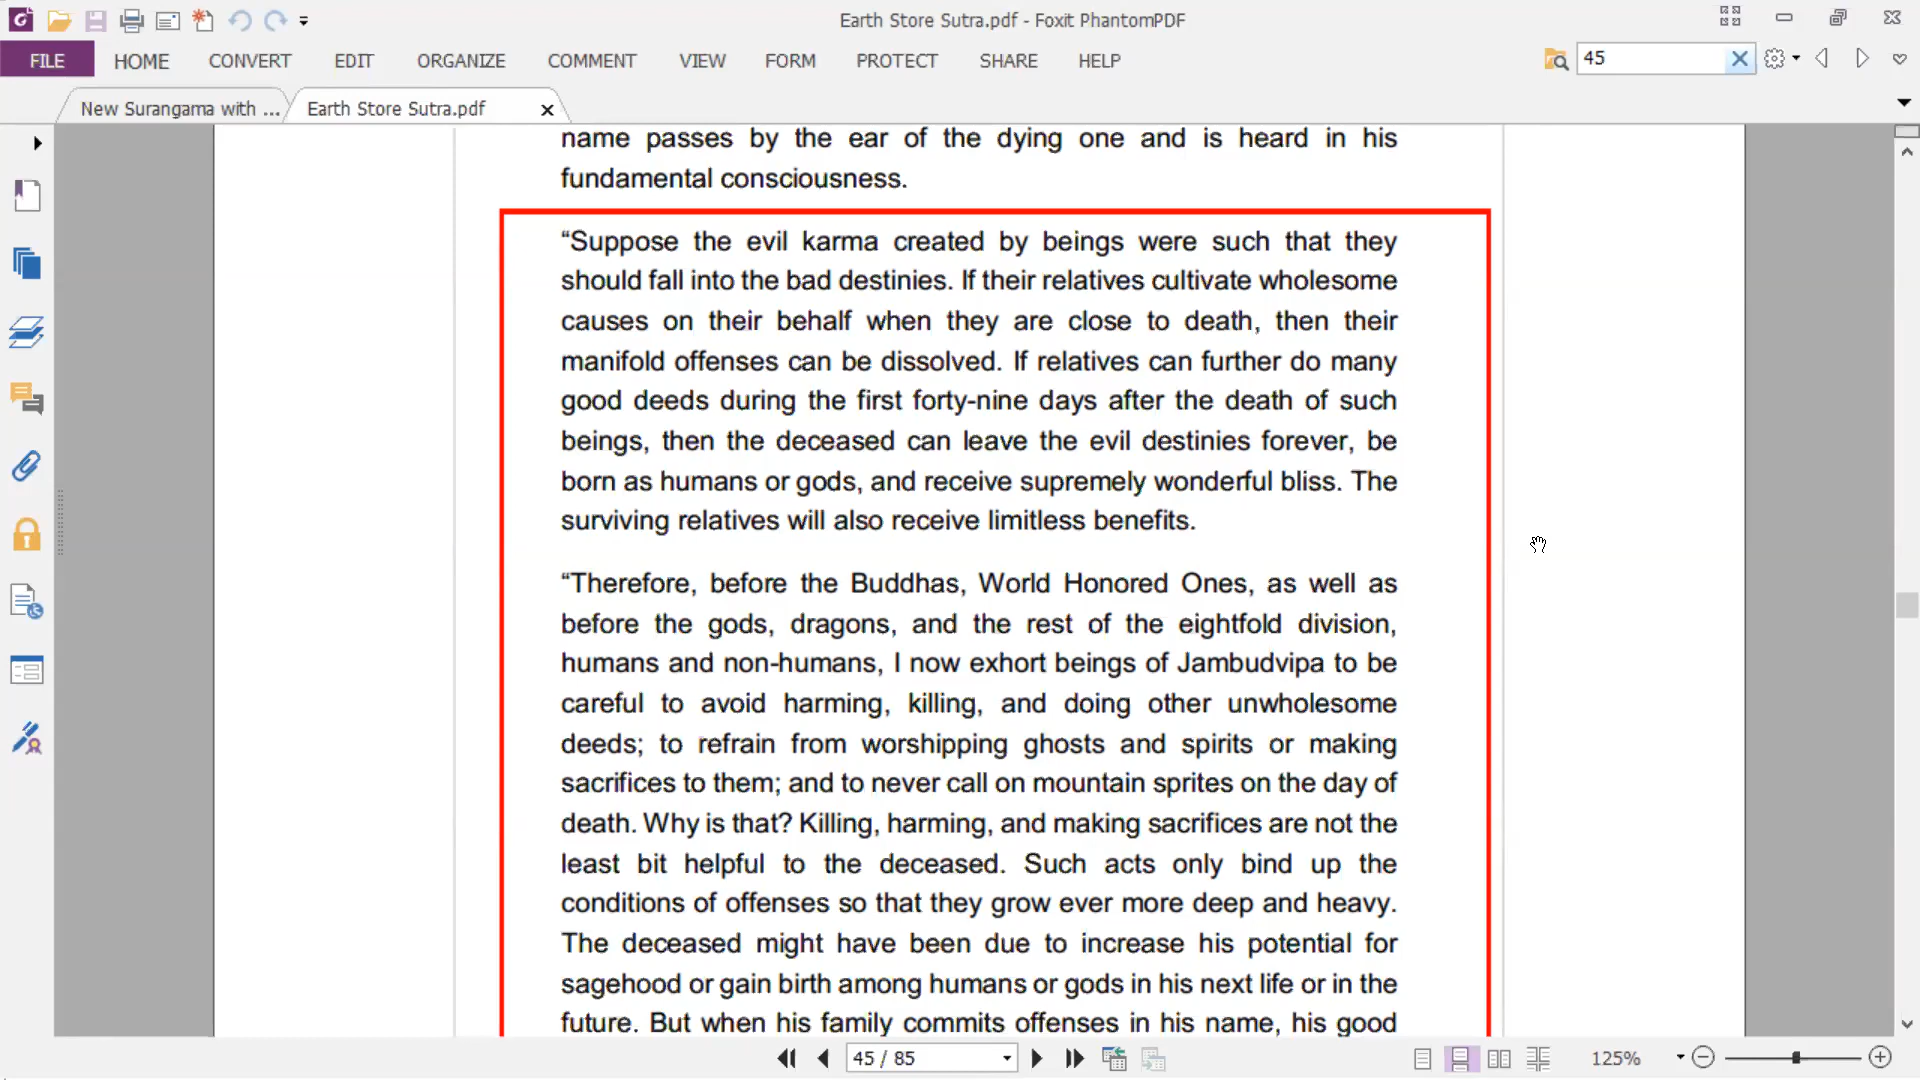 Earth Store Sutra.pdf - Foxit PhantomPDF
FILE HOME CONVERT EDIT ORGANIZE COMMENT VIEW FORM PROTECT SHARE HELP
45
New Surangama with ...
Earth Store Sutra.pdf
name passes by the ear of the dying one and is heard in his
fundamental consciousness.
“Suppose the evil karma created by beings were such that they
should fall into the bad destinies. If their relatives cultivate wholesome
causes on their behalf when they are close to death, then their
manifold offenses can be dissolved. If relatives can further do many
good deeds during the first forty-nine days after the death of such
beings, then the deceased can leave the evil destinies forever, be
born as humans or gods, and receive supremely wonderful bliss. The
surviving relatives will also receive limitless benefits.
“Therefore, before the Buddhas, World Honored Ones, as well as
before the gods, dragons, and the rest of the eightfold division,
humans and non-humans, I now exhort beings of Jambudvipa to be
careful to avoid harming, killing, and doing other unwholesome
deeds; to refrain from worshipping ghosts and spirits or making
sacrifices to them; and to never call on mountain sprites on the day of
death. Why is that? Killing, harming, and making sacrifices are not the
least bit helpful to the deceased. Such acts only bind up the
conditions of offenses so that they grow ever more deep and heavy.
The deceased might have been due to increase his potential for
sagehood or gain birth among humans or gods in his next life or in the
future. But when his family commits offenses in his name, his good
45 / 85
125%